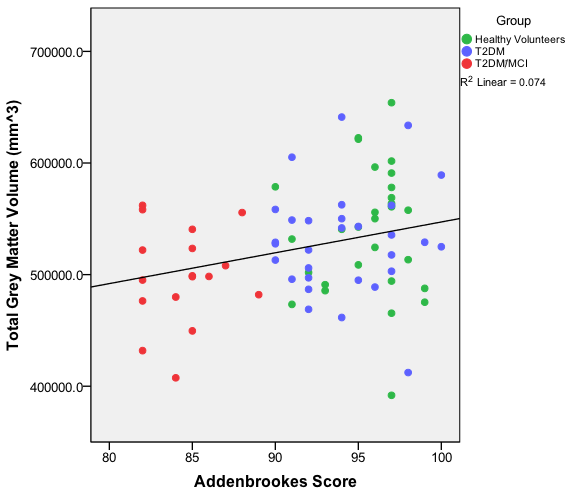 Group
Healthy Volunteers
T2DM
T2DM/MCI
R2 Linear = 0.074
Total Grey Matter Volume (mm^3)
700000.0
600000.0
500000.0
400000.0
80 85 90 95 100
Addenbrookes Score